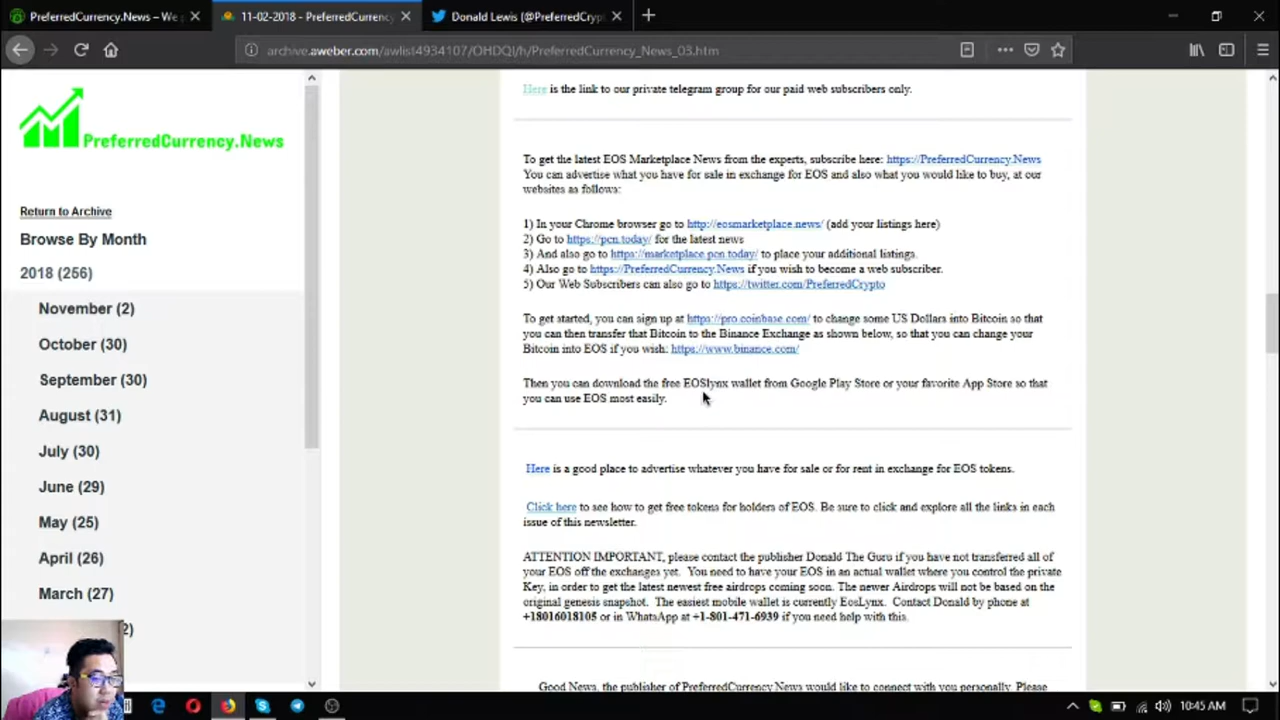 PreferredCurrency.News – We
11-02-2018 - PreferredCurrency
Donald Lewis (@PreferredCryp
archive.aweber.com/awlist4934107/OHDQI/h/PreferredCurrency_News_03.htm
PreferredCurrency.News
Return to Archive
Browse By Month
2018 (256)
November (2)
October (30)
September (30)
August (31)
July (30)
June (29)
May (25)
April (26)
March (27)
Here is the link to our private telegram group for our paid web subscribers only.
To get the latest EOS Marketplace News from the experts, subscribe here: https://PreferredCurrency.News
You can advertise what you have for sale in exchange for EOS and also what you would like to buy, at our
websites as follows:
1) In your Chrome browser go to http://eosmarketplace.news/ (add your listings here)
2) Go to https://pcn.today/ for the latest news
3) And also go to https://marketplace.pcn.today/ to place your additional listings.
4) Also go to https://PreferredCurrency.News if you wish to become a web subscriber.
5) Our Web Subscribers can also go to https://twitter.com/PreferredCrypto
To get started, you can sign up at https://pro.coinbase.com/ to change some US Dollars into Bitcoin so that
you can then transfer that Bitcoin to the Binance Exchange as shown below, so that you can change your
Bitcoin into EOS if you wish: https://www.binance.com/
Then you can download the free EOSlynx wallet from Google Play Store or your favorite App Store so that
you can use EOS most easily.
Here is a good place to advertise whatever you have for sale or for rent in exchange for EOS tokens.
Click here to see how to get free tokens for holders of EOS. Be sure to click and explore all the links in each
issue of this newsletter.
ATTENTION IMPORTANT, please contact the publisher Donald The Guru if you have not transferred all of
your EOS off the exchanges yet. You need to have your EOS in an actual wallet where you control the private
Key, in order to get the latest newest free airdrops coming soon. The newer Airdrops will not be based on the
original genesis snapshot. The easiest mobile wallet is currently EosLynx. Contact Donald by phone at
+18016018105 or in WhatsApp at +1-801-471-6939 if you need help with this.
Good News, the publisher of PreferredCurrency.News would like to connect with you personally. Please
10:45 AM